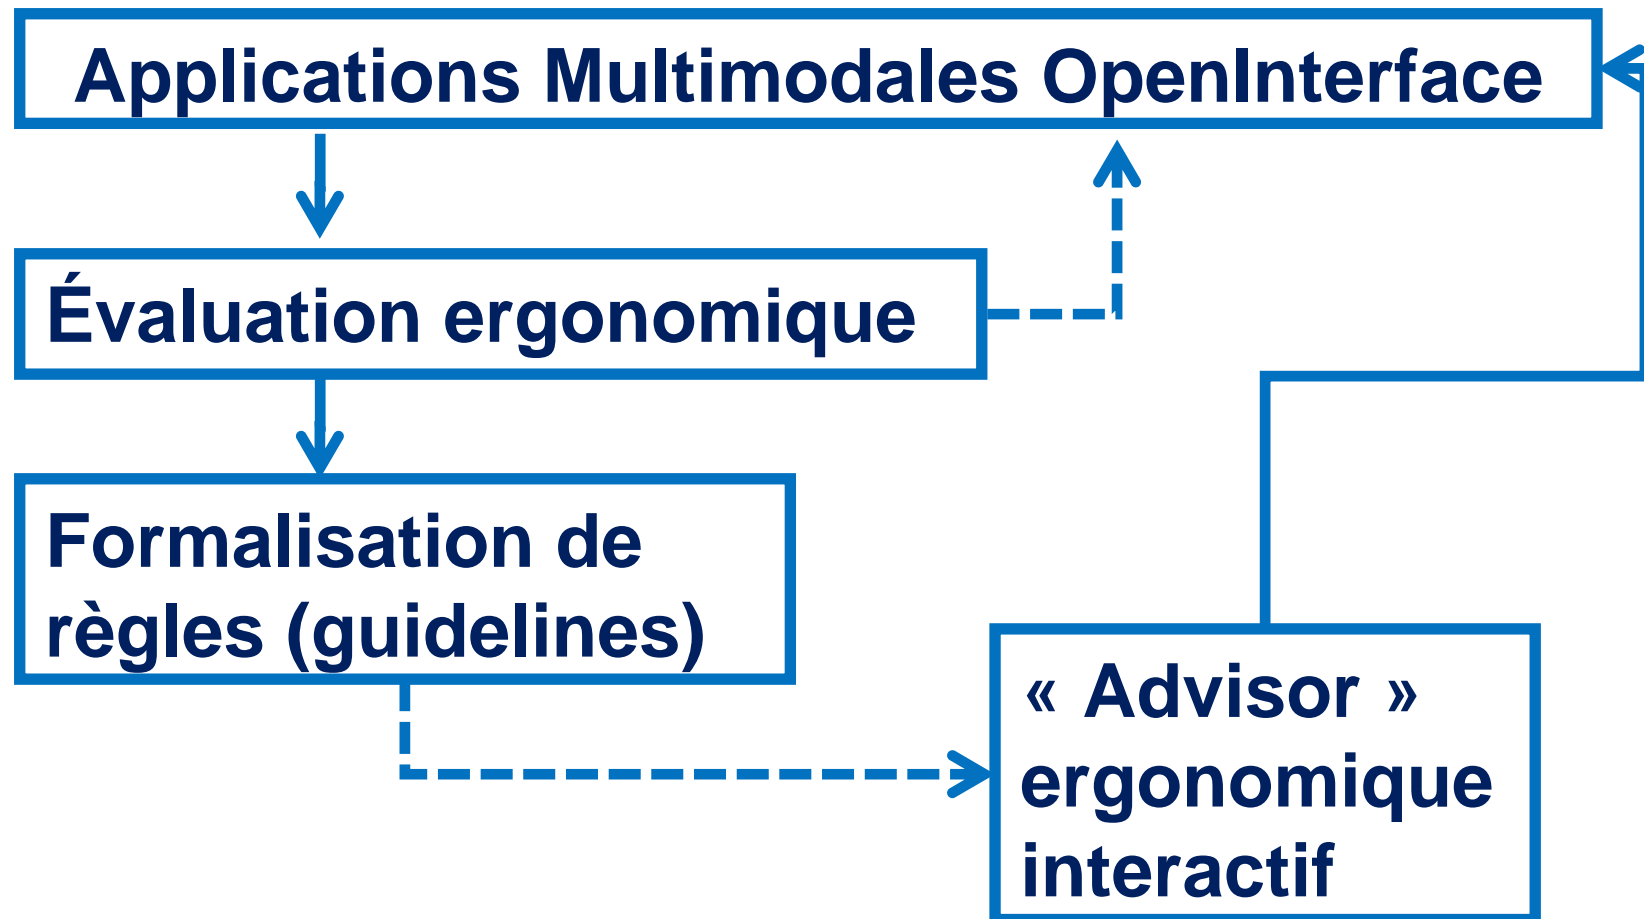 Applications Multimodales OpenInterface
Évaluation ergonomique
Formalisation de
règles (guidelines)
« Advisor »
ergonomique
interactif